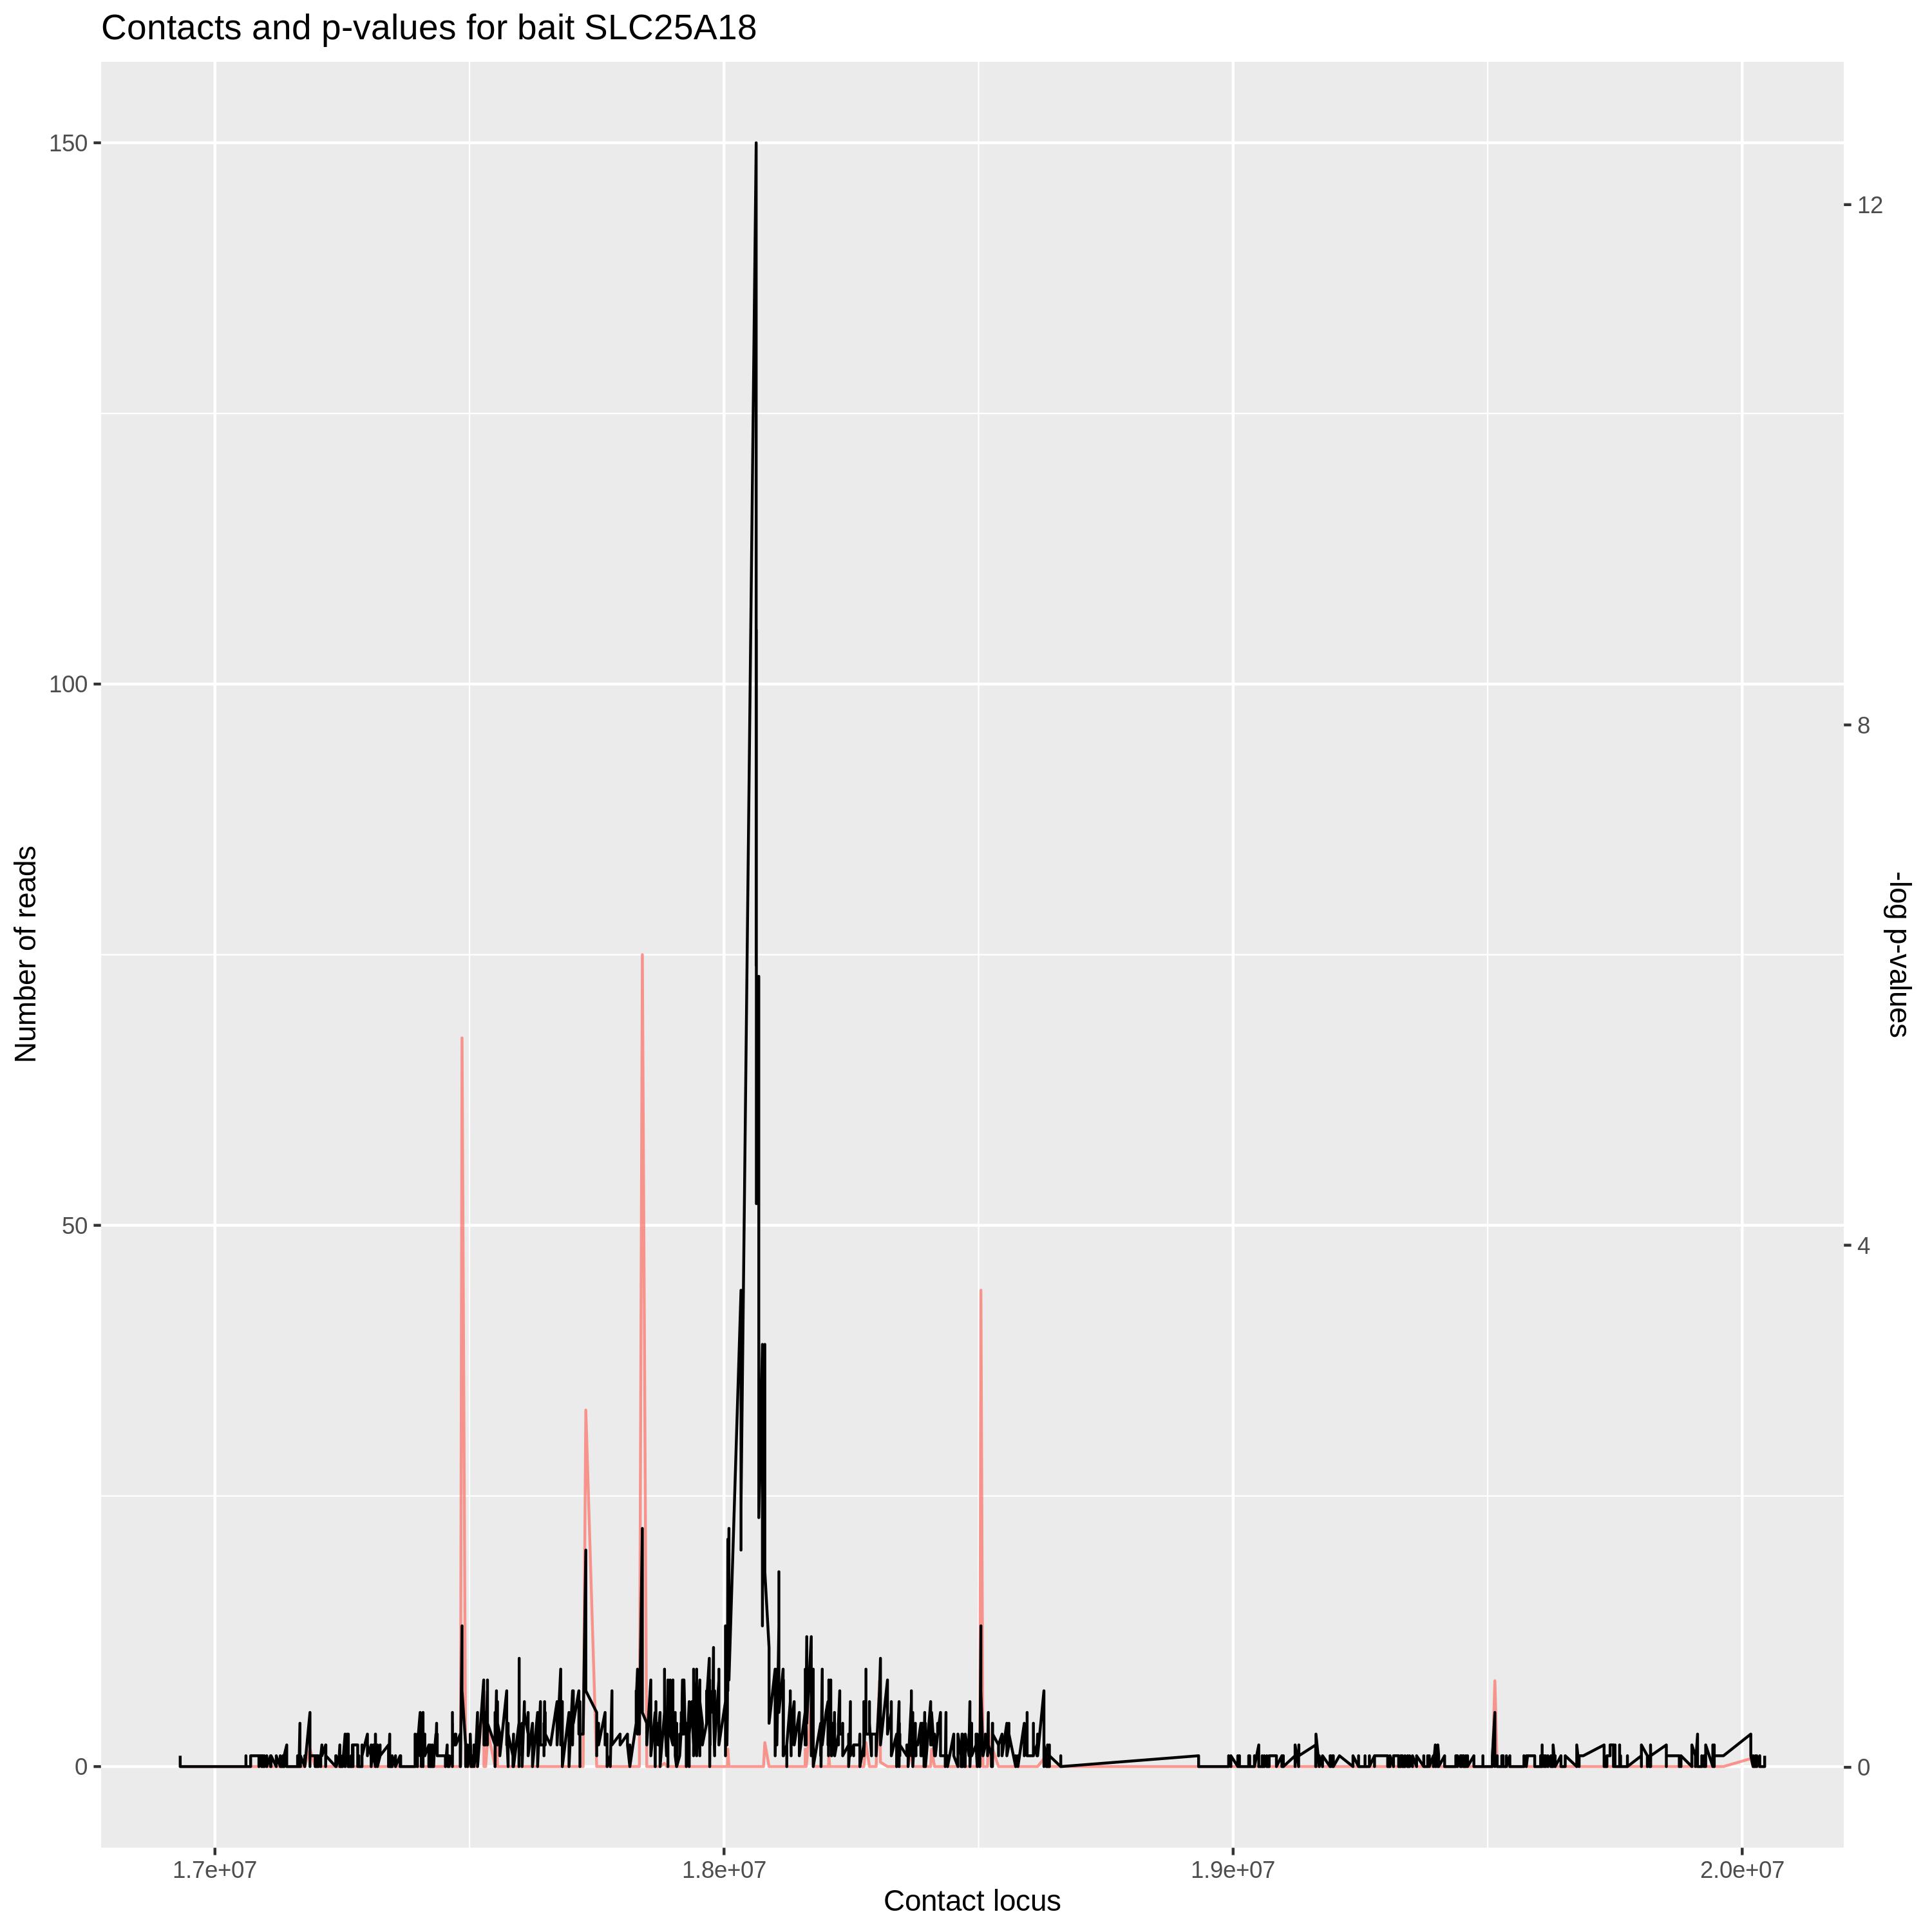 Contacts and p-values for bait SLC25A18
150
100
50
0
12
8
4
0
Number of reads
-log p-values
1.7e+07
1.8e+07
1.9e+07
2.0e+07
Contact locus